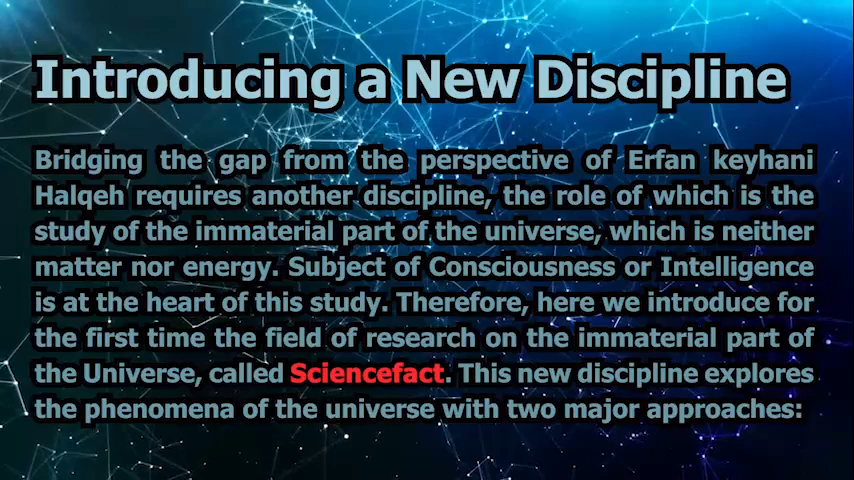 Introducing a New Discipline
Bridging the gap from the perspective of Erfan keyhani
Halqeh requires another discipline, the role of which is the
study of the immaterial part of the universe, which is neither
matter nor energy. Subject of Consciousness or Intelligence
is at the heart of this study. Therefore, here we introduce for
the first time the field of research on the immaterial part of
the Universe, called Sciencefact. This new discipline explores
the phenomena of the universe with two major approaches: